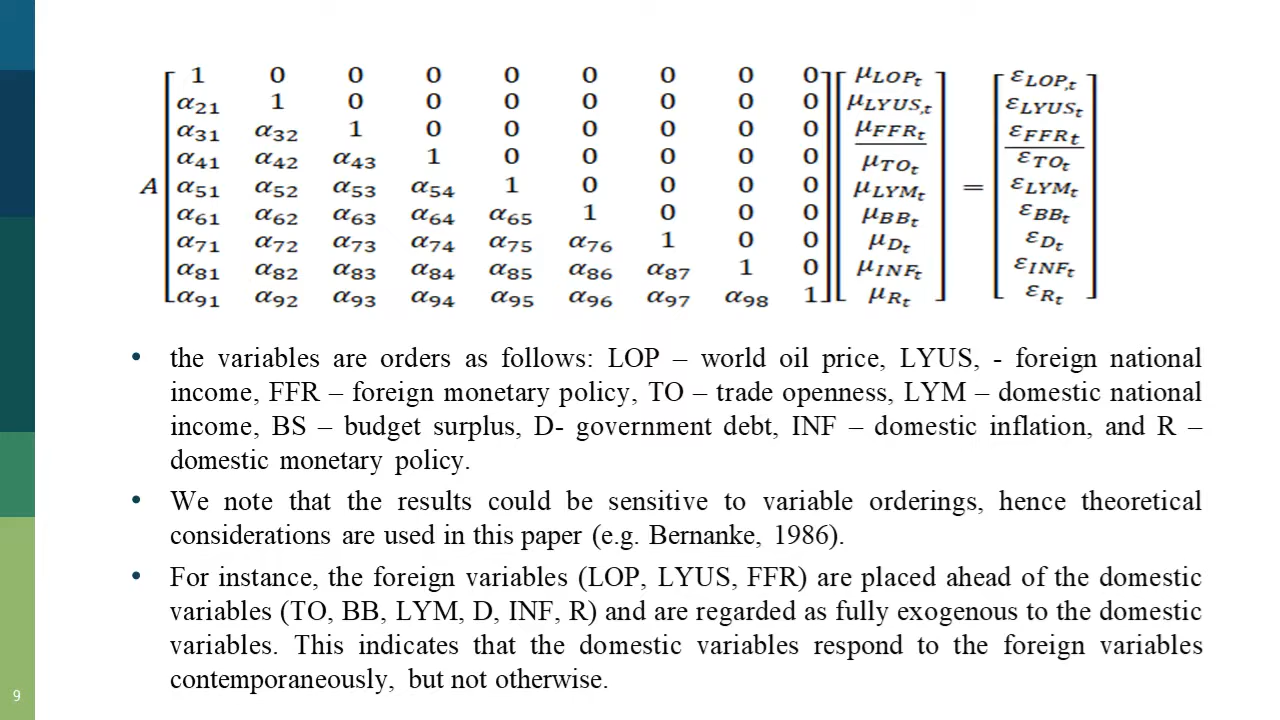 1 0 0 0 0 0 0 0 0 μLOPt εLOP,t
α21 1 0 0 0 0 0 0 0 μLYUS,t εLYUSt
α31 α32 1 0 0 0 0 0 0 μFFRt εFFRt
α41 α42 α43 1 0 0 0 0 0 μTOt εTOt
A α51 α52 α53 α54 1 0 0 0 0 μLYMt = εLYMt
α61 α62 α63 α64 α65 1 0 0 0 μBBt εBBt
α71 α72 α73 α74 α75 α76 1 0 0 μDt εDt
α81 α82 α83 α84 α85 α86 α87 1 0 μINFt εINFt
α91 α92 α93 α94 α95 α96 α97 α98 1 μRt εRt
• the variables are orders as follows: LOP – world oil price, LYUS, - foreign national
income, FFR – foreign monetary policy, TO – trade openness, LYM – domestic national
income, BS – budget surplus, D- government debt, INF – domestic inflation, and R –
domestic monetary policy.
• We note that the results could be sensitive to variable orderings, hence theoretical
considerations are used in this paper (e.g. Bernanke, 1986).
• For instance, the foreign variables (LOP, LYUS, FFR) are placed ahead of the domestic
variables (TO, BB, LYM, D, INF, R) and are regarded as fully exogenous to the domestic
variables. This indicates that the domestic variables respond to the foreign variables
contemporaneously, but not otherwise.
9